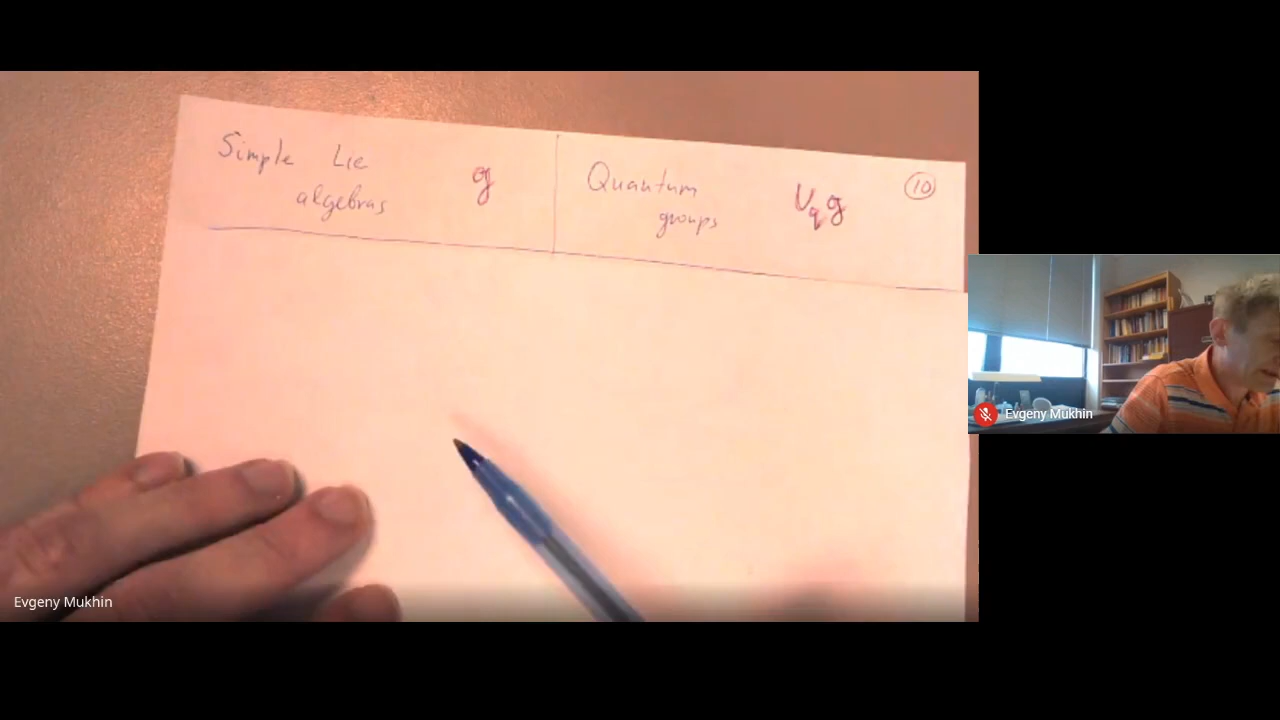 Simple Lie
algebras
g
Quantum
groups
U_q g
10
Evgeny Mukhin
Evgeny Mukhin